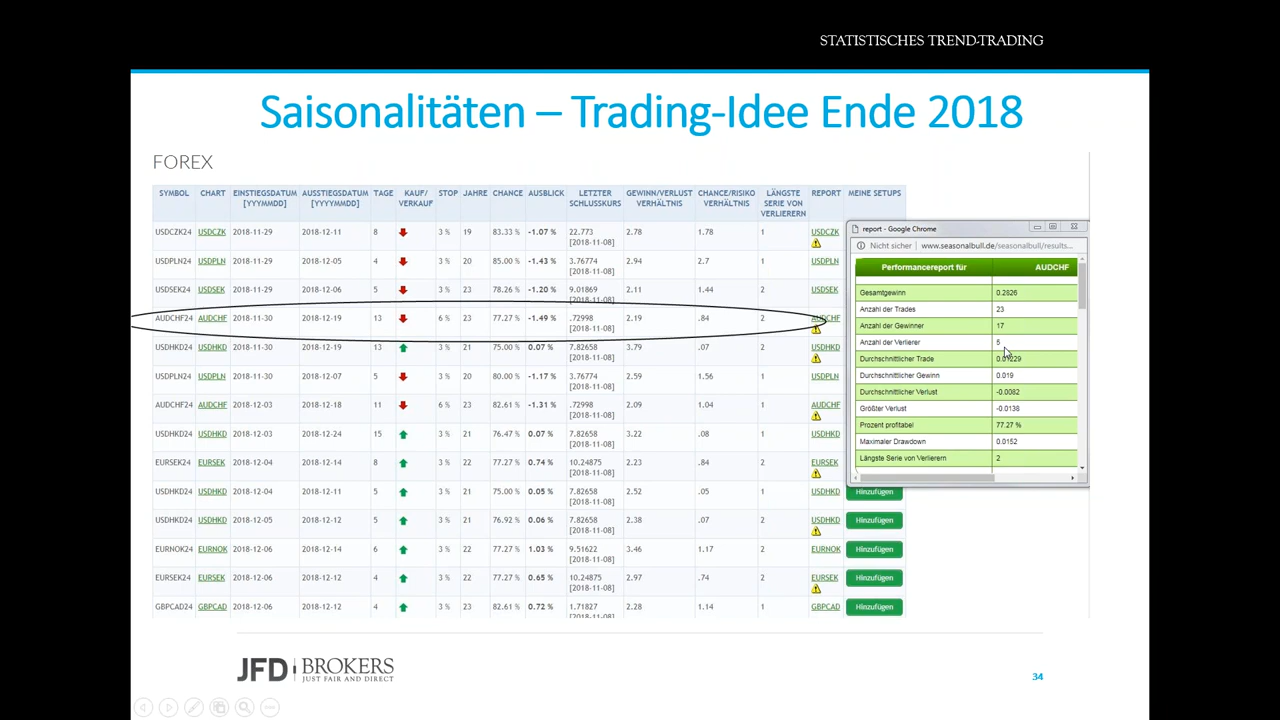 STATISTISCHES TREND-TRADING
Saisonalitäten – Trading-Idee Ende 2018
FOREX
SYMBOL CHART EINSTIEGSDATUM [YYYMMDD] AUSSTIEGSDATUM [YYYYMMDD] TAGE KAUF/ VERKAUF STOP JAHRE CHANCE AUSBLICK LETZTER SCHLUSSKURS GEWINN/VERLUST VERHÄLTNIS CHANCE/RISIKO VERHÄLTNIS LÄNGSTE SERIE VON VERLIERERN REPORT MEINE SETUPS
USDCZK24 USDCZK 2018-11-29 2018-12-11 8 3 % 19 83.33 % -1.07 % 22.773 [2018-11-08] 2.78 1.78 1 USDCZK
USDPLN24 USDPLN 2018-11-29 2018-12-05 4 3 % 20 85.00 % -1.43 % 3.76774 [2018-11-08] 2.94 2.7 1 USDPLN
USDSEK24 USDSEK 2018-11-29 2018-12-06 5 3 % 23 78.26 % -1.20 % 9.01869 [2018-11-08] 2.11 1.44 1 USDSEK
AUDCHF24 AUDCHF 2018-11-30 2018-12-19 13 6 % 23 77.27 % -1.49 % .72998 [2018-11-08] 2.19 .84 2 AUDCHF
USDHKD24 USDHKD 2018-11-30 2018-12-19 13 3 % 21 75.00 % 0.07 % 7.82658 [2018-11-08] 3.79 .07 2 USDHKD
USDPLN24 USDPLN 2018-11-30 2018-12-07 5 3 % 20 80.00 % -1.17 % 3.76774 [2018-11-08] 2.59 1.56 1 USDPLN
AUDCHF24 AUDCHF 2018-12-03 2018-12-18 11 6 % 23 82.61 % -1.31 % .72998 [2018-11-08] 2.09 1.04 2 AUDCHF
USDHKD24 USDHKD 2018-12-03 2018-12-24 15 3 % 21 76.47 % 0.07 % 7.82658 [2018-11-08] 3.22 .08 1 USDHKD
EURSEK24 EURSEK 2018-12-04 2018-12-14 8 3 % 22 77.27 % 0.74 % 10.24875 [2018-11-08] 2.23 .84 2 EURSEK
USDHKD24 USDHKD 2018-12-04 2018-12-11 5 3 % 21 75.00 % 0.05 % 7.82658 [2018-11-08] 2.52 .05 1 USDHKD Hinzufügen
USDHKD24 USDHKD 2018-12-05 2018-12-12 5 3 % 21 76.92 % 0.06 % 7.82658 [2018-11-08] 2.38 .07 2 USDHKD Hinzufügen
EURNOK24 EURNOK 2018-12-06 2018-12-14 6 3 % 22 77.27 % 1.03 % 9.51622 [2018-11-08] 3.46 1.17 2 EURNOK Hinzufügen
EURSEK24 EURSEK 2018-12-06 2018-12-12 4 3 % 22 77.27 % 0.65 % 10.24875 [2018-11-08] 2.97 .74 2 EURSEK Hinzufügen
GBPCAD24 GBPCAD 2018-12-06 2018-12-12 4 3 % 23 82.61 % 0.72 % 1.71827 [2018-11-08] 2.28 1.14 1 GBPCAD Hinzufügen
report - Google Chrome
Nicht sicher | www.seasonalbull.de/seasonalbull/results...
Performancereport für AUDCHF
Gesamtgewinn 0.2826
Anzahl der Trades 23
Anzahl der Gewinner 17
Anzahl der Verlierer 5
Durchschnittlicher Trade 0.01229
Durchschnittlicher Gewinn 0.019
Durchschnittlicher Verlust -0.0082
Größter Verlust -0.0138
Prozent profitabel 77.27 %
Maximaler Drawdown 0.0152
Längste Serie von Verlierern 2
JFD BROKERS
JUST FAIR AND DIRECT
34